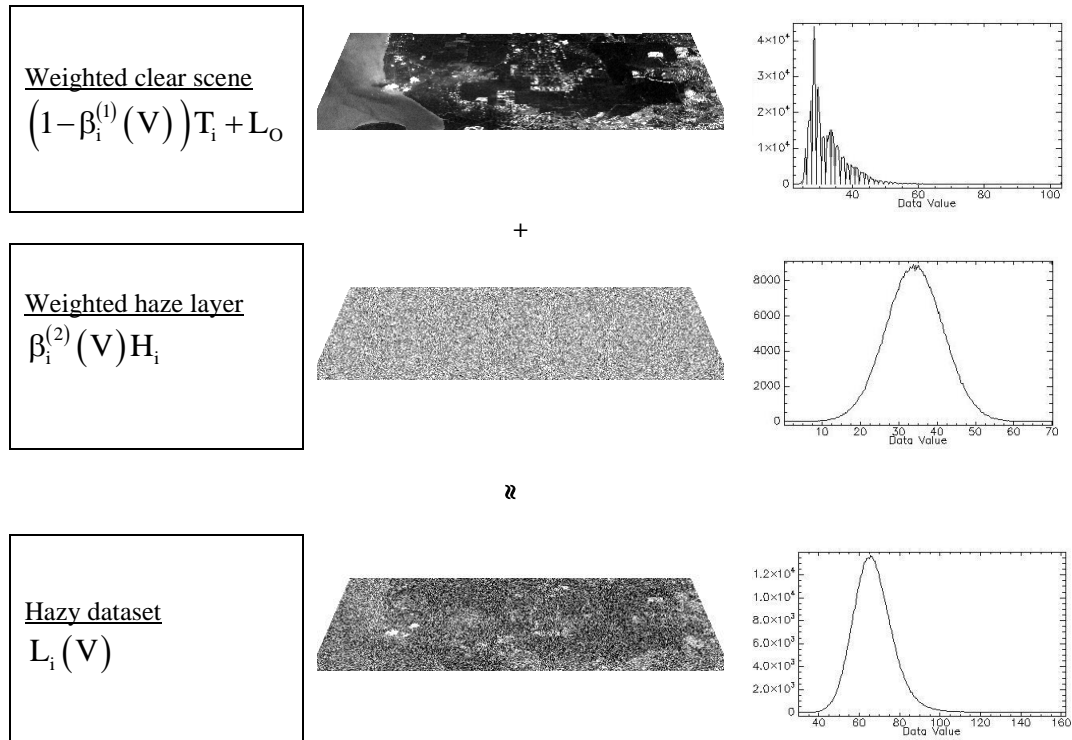 Weighted clear scene
(1−β_i^(1)(V))T_i + L_O
4×10⁴
3×10⁴
2×10⁴
1×10⁴
0
40 60 80 100
Data Value
+
Weighted haze layer
β_i^(2)(V)H_i
8000
6000
4000
2000
0
10 20 30 40 50 60 70
Data Value
≈
Hazy dataset
L_i(V)
1.2×10⁴
1.0×10⁴
8.0×10³
6.0×10³
4.0×10³
2.0×10³
0
40 60 80 100 120 140 160
Data Value